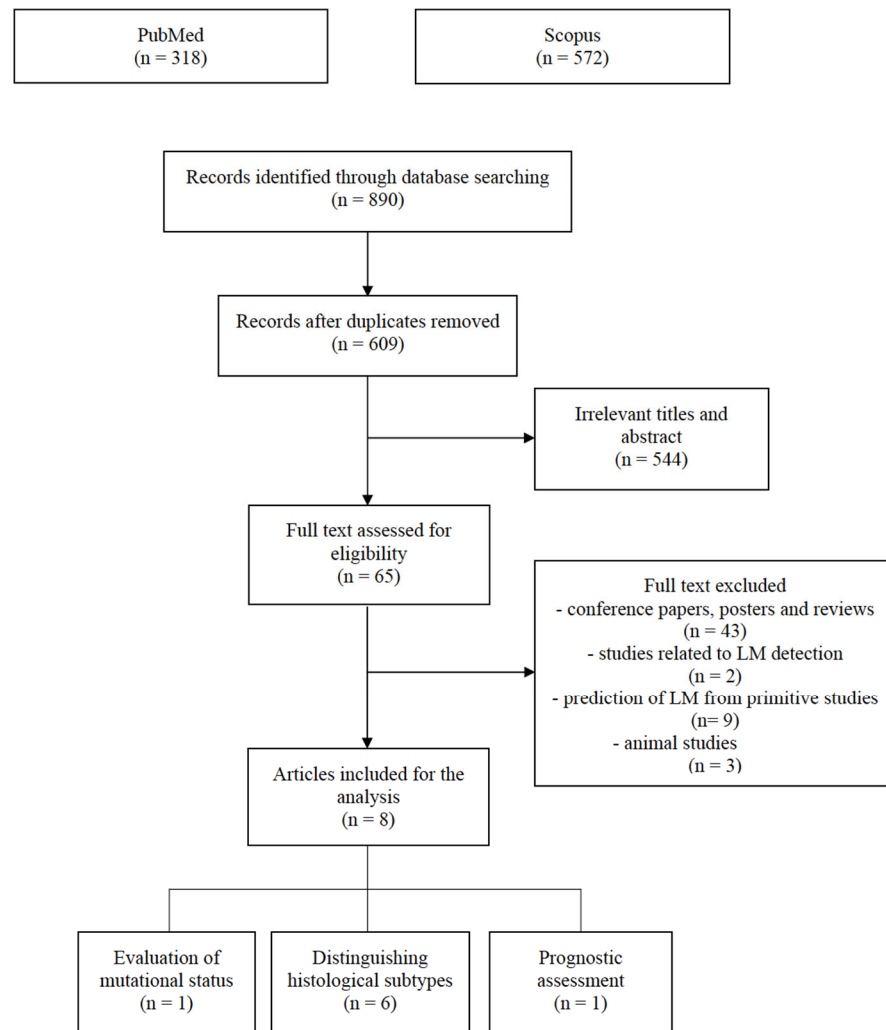 PubMed
(n = 318)
Scopus
(n = 572)
Records identified through database searching
(n = 890)
Records after duplicates removed
(n = 609)
Irrelevant titles and
abstract
(n = 544)
Full text assessed for
eligibility
(n = 65)
Full text excluded
- conference papers, posters and reviews
(n = 43)
- studies related to LM detection
(n = 2)
- prediction of LM from primitive studies
(n= 9)
- animal studies
(n = 3)
Articles included for the
analysis
(n = 8)
Evaluation of
mutational status
(n = 1)
Distinguishing
histological subtypes
(n = 6)
Prognostic
assessment
(n = 1)